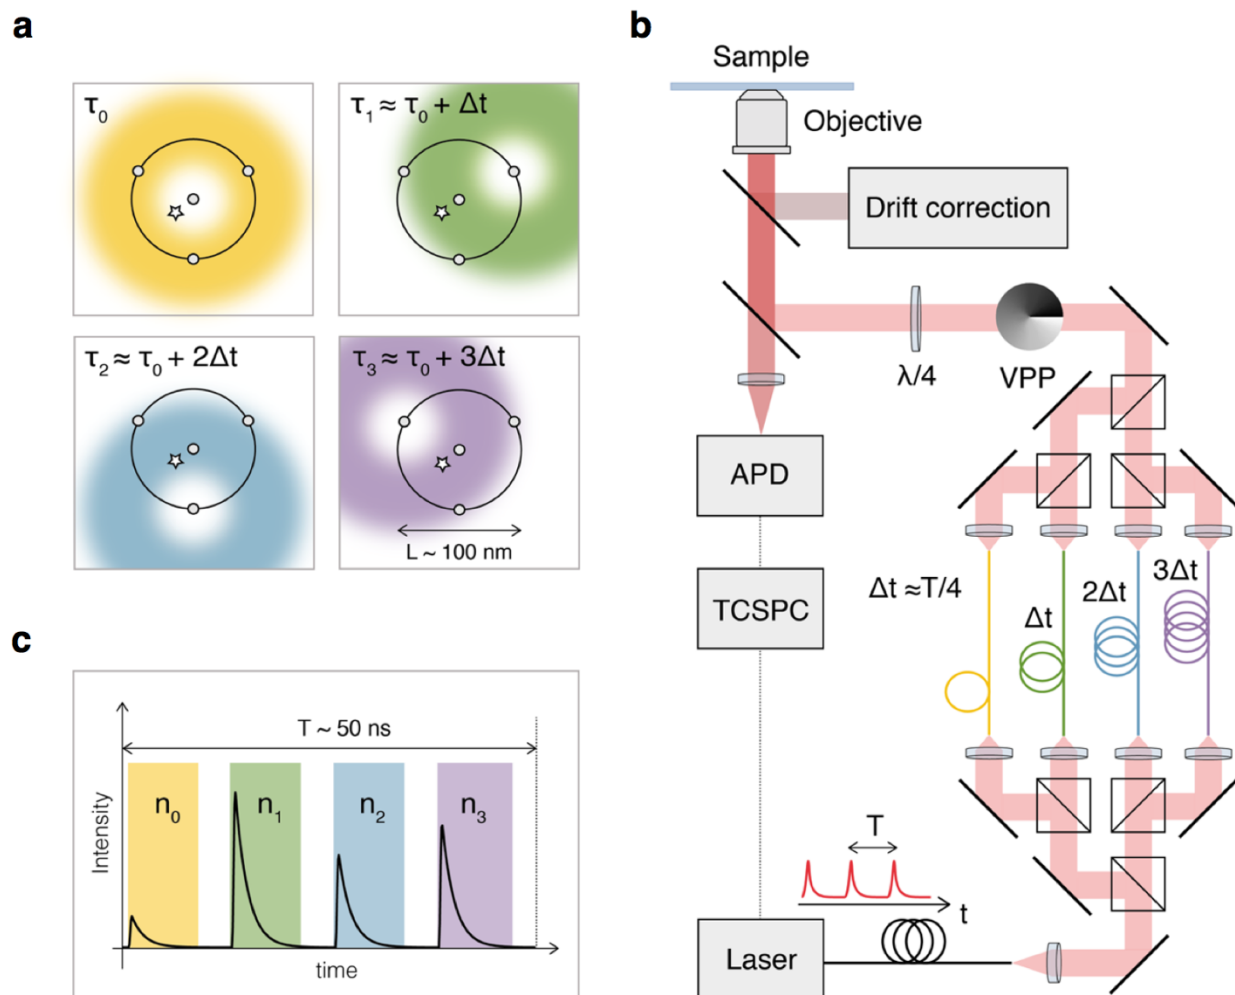 a
τ₀
τ₁ ≈ τ₀ + Δt
τ₂ ≈ τ₀ + 2Δt
τ₃ ≈ τ₀ + 3Δt
L ~ 100 nm
b
Sample
Objective
Drift correction
λ/4
VPP
APD
TCSPC
Δt ≈T/4
Δt
2Δt
3Δt
T
t
Laser
c
T ~ 50 ns
n₀
n₁
n₂
n₃
Intensity
time